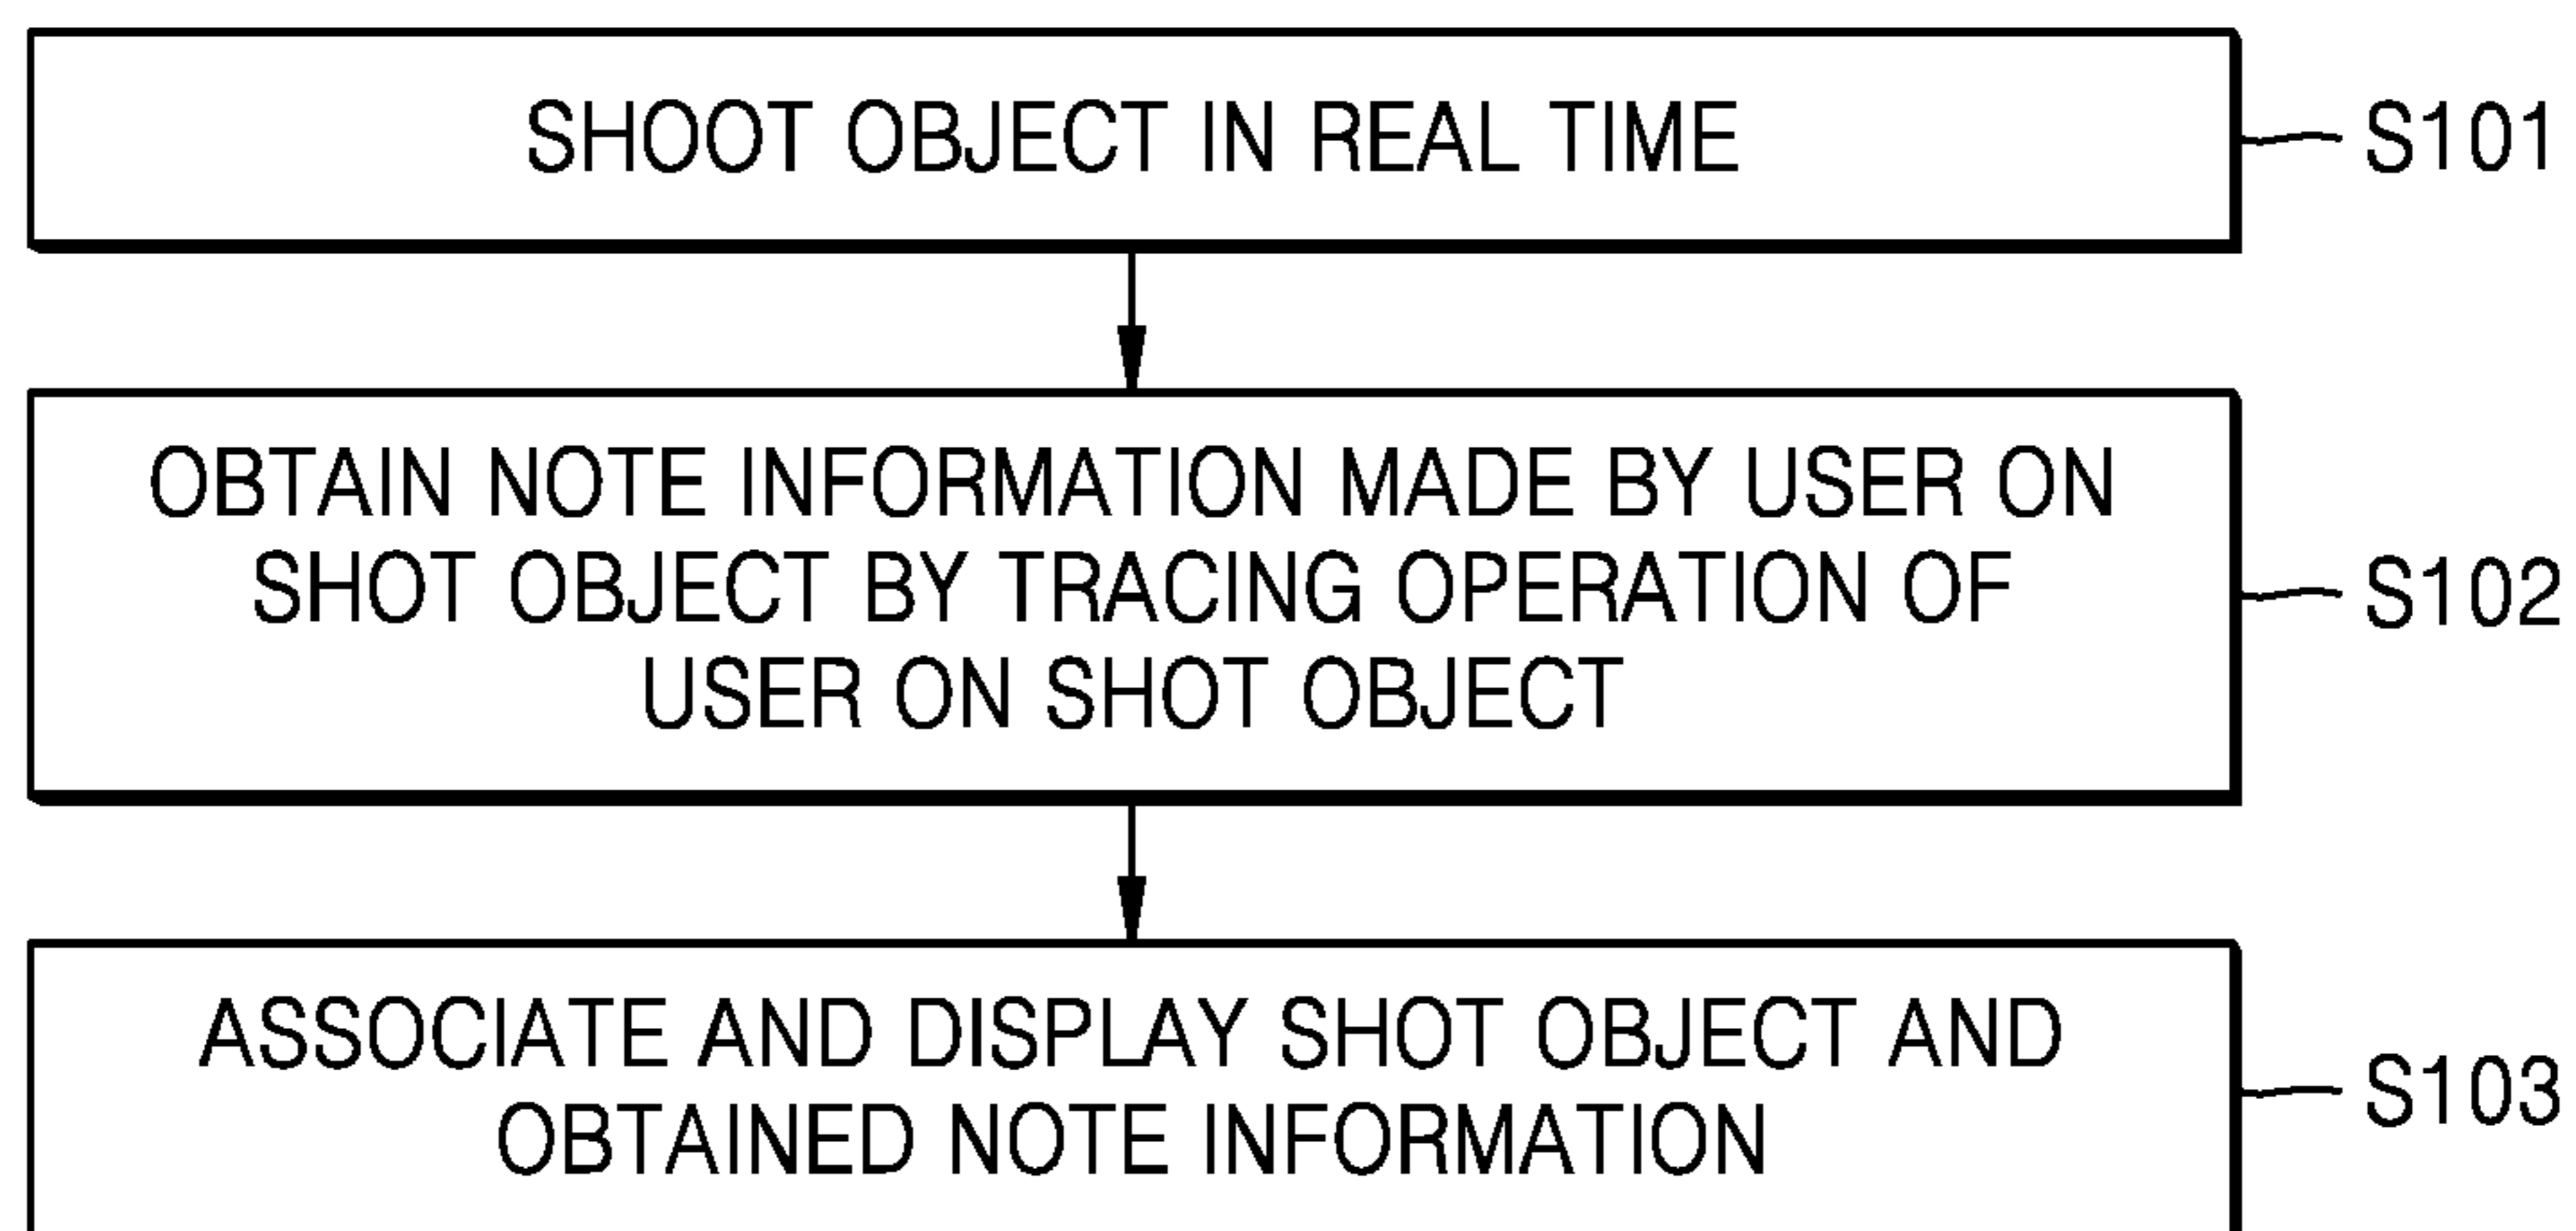 SHOOT OBJECT IN REAL TIME
S101
OBTAIN NOTE INFORMATION MADE BY USER ON
SHOT OBJECT BY TRACING OPERATION OF
USER ON SHOT OBJECT
S102
ASSOCIATE AND DISPLAY SHOT OBJECT AND
OBTAINED NOTE INFORMATION
S103